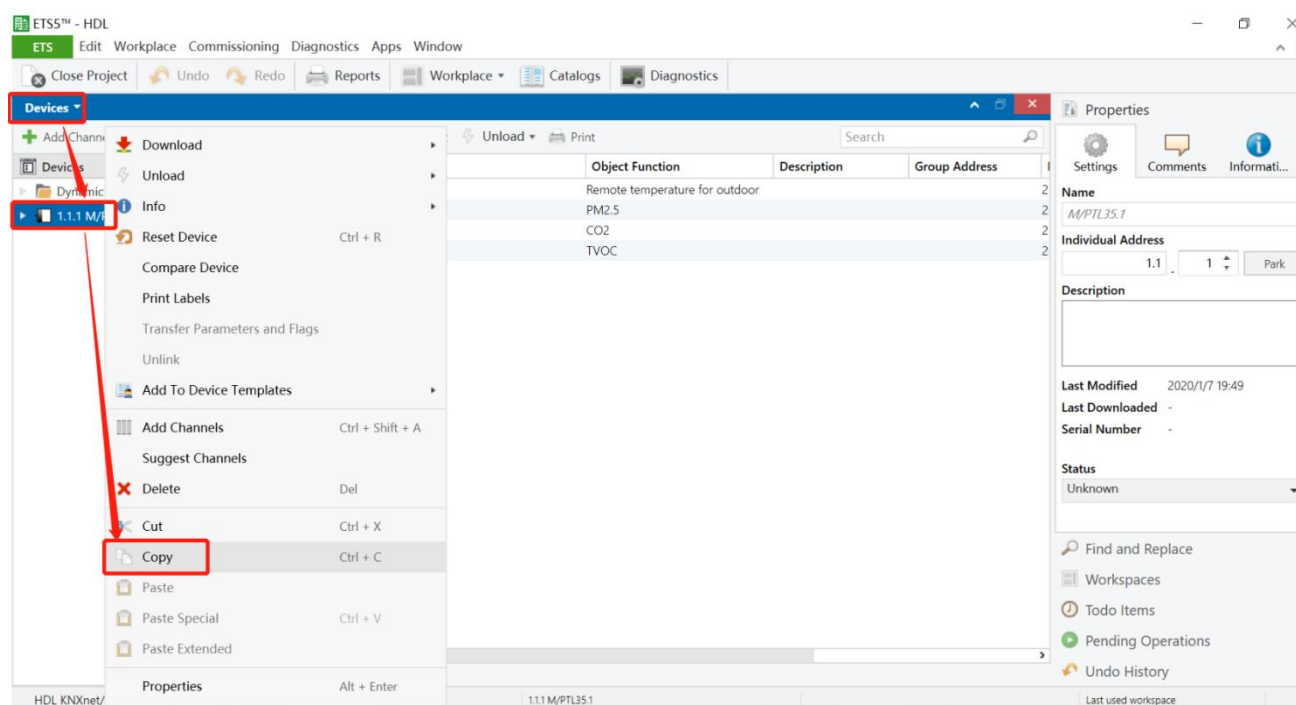 ETS5™ - HDL
ETS Edit Workplace Commissioning Diagnostics Apps Window
Close Project Undo Redo Reports Workplace Catalogs Diagnostics
Devices
Add Chann Unload Print Search
Devices Object Function Description Group Address
Dynamic Remote temperature for outdoor 2
1.1.1 M/P PM2.5 2
CO2 2
TVOC 2
Download
Unload
Info
Reset Device Ctrl + R
Compare Device
Print Labels
Transfer Parameters and Flags
Unlink
Add To Device Templates
Add Channels Ctrl + Shift + A
Suggest Channels
Delete Del
Cut Ctrl + X
Copy Ctrl + C
Paste
Paste Special Ctrl + V
Paste Extended
Properties Alt + Enter
Properties
Settings Comments Informati...
Name
M/PTL35.1
Individual Address
1.1 . 1 Park
Description
Last Modified 2020/1/7 19:49
Last Downloaded -
Serial Number -
Status
Unknown
Find and Replace
Workspaces
Todo Items
Pending Operations
Undo History
HDL KNXnet/ 1.1.1 M/PTL35.1 Last used workspace